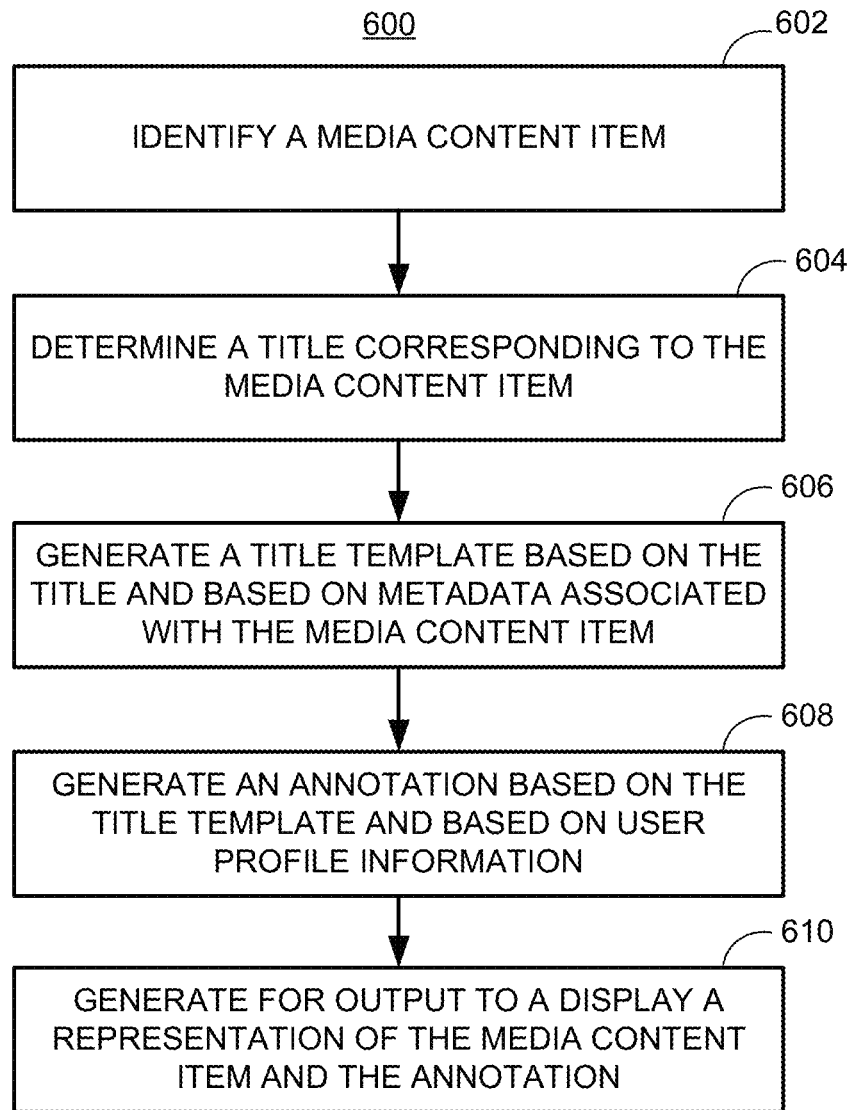 600
602
IDENTIFY A MEDIA CONTENT ITEM
604
DETERMINE A TITLE CORRESPONDING TO THE
MEDIA CONTENT ITEM
606
GENERATE A TITLE TEMPLATE BASED ON THE
TITLE AND BASED ON METADATA ASSOCIATED
WITH THE MEDIA CONTENT ITEM
608
GENERATE AN ANNOTATION BASED ON THE
TITLE TEMPLATE AND BASED ON USER
PROFILE INFORMATION
610
GENERATE FOR OUTPUT TO A DISPLAY A
REPRESENTATION OF THE MEDIA CONTENT
ITEM AND THE ANNOTATION